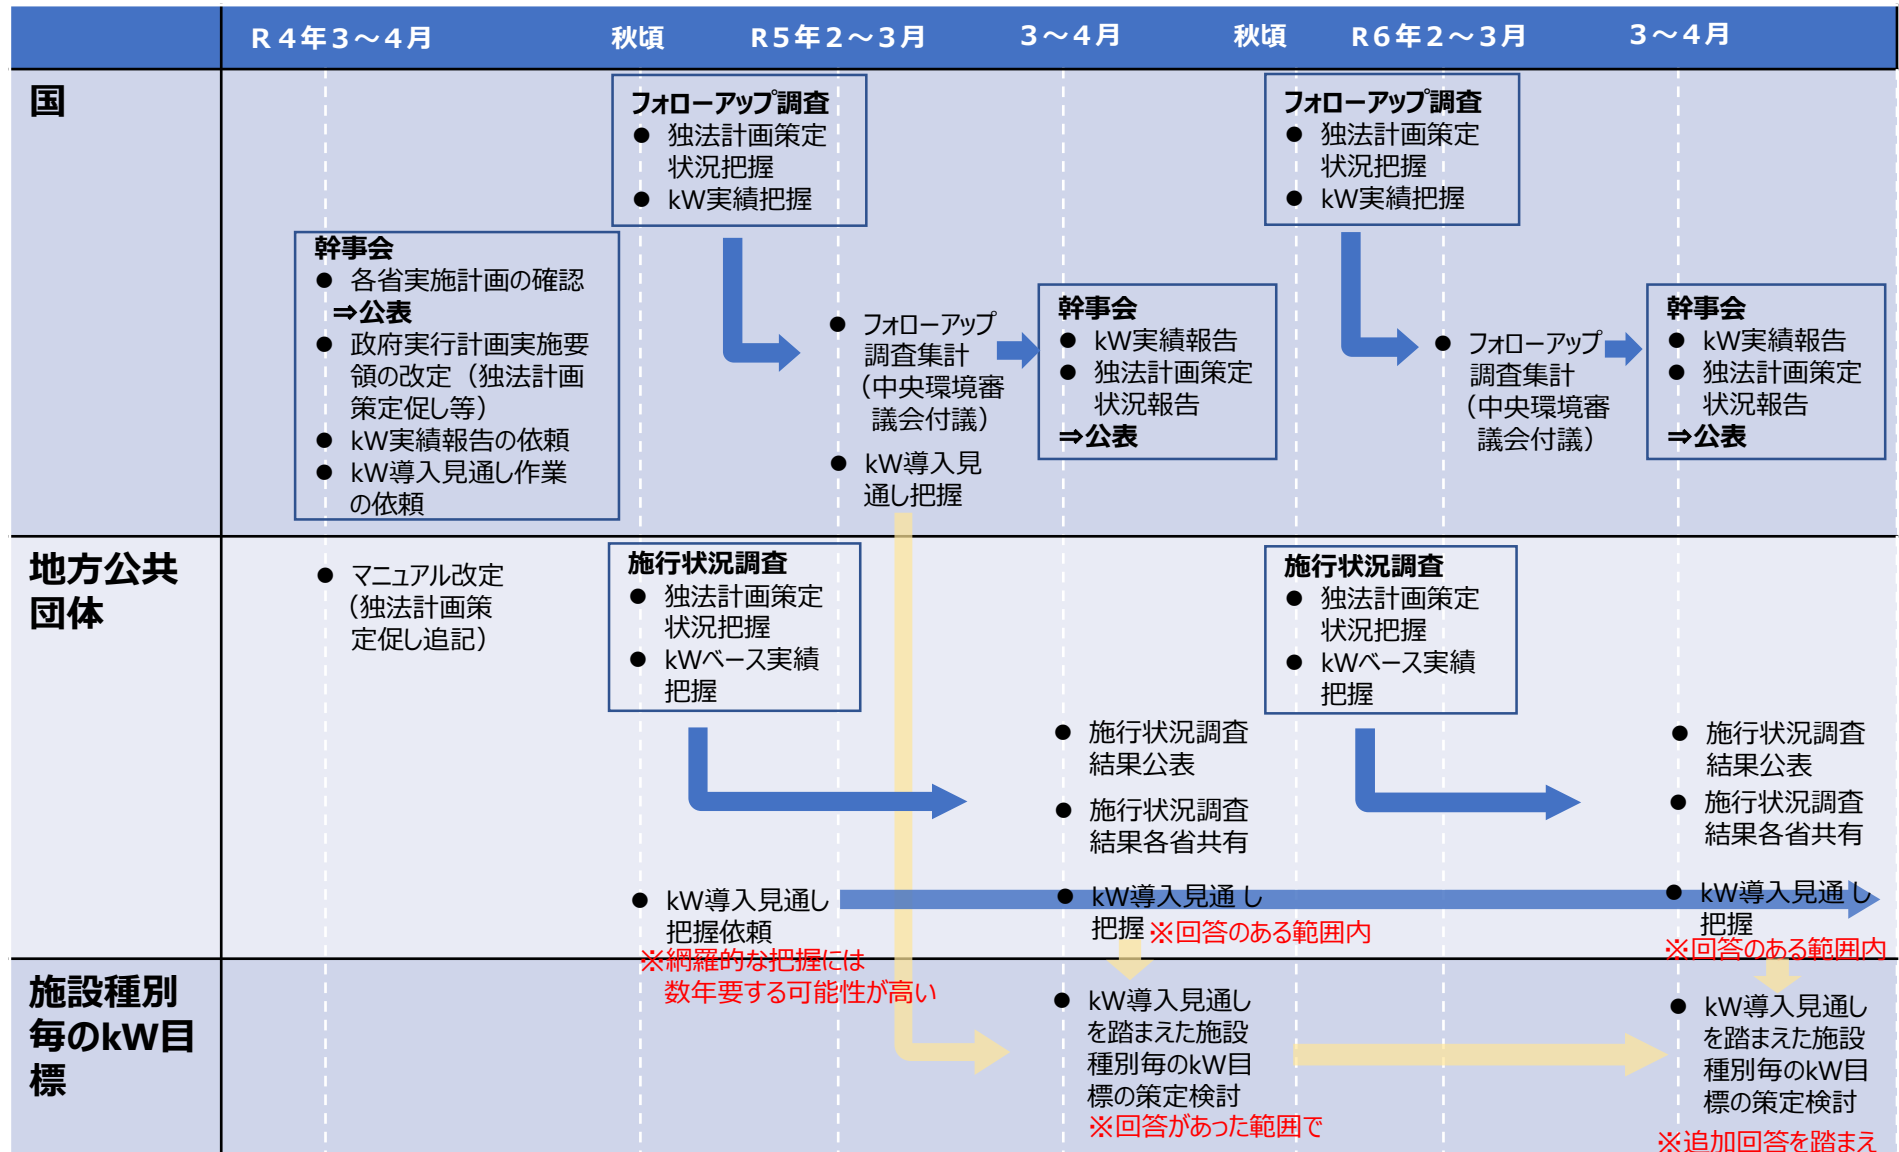 R４年３～４月 秋頃 R５年２～３月 ３～４月 秋頃 R６年２～３月 ３～４月
国
フォローアップ調査
● 独法計画策定
状況把握
● kW実績把握
フォローアップ調査
● 独法計画策定
状況把握
● kW実績把握
幹事会
● 各省実施計画の確認
⇒公表
● 政府実行計画実施要
領の改定（独法計画
策定促し等）
● kW実績報告の依頼
● kW導入見通し作業
の依頼
● フォローアップ
調査集計
（中央環境審
議会付議）
● kW導入見
通し把握
幹事会
● kW実績報告
● 独法計画策定
状況報告
⇒公表
● フォローアップ
調査集計
（中央環境審
議会付議）
幹事会
● kW実績報告
● 独法計画策定
状況報告
⇒公表
地方公共
団体
● マニュアル改定
（独法計画策
定促し追記）
施行状況調査
● 独法計画策定
状況把握
● kWベース実績
把握
施行状況調査
● 独法計画策定
状況把握
● kWベース実績
把握
● 施行状況調査
結果公表
● 施行状況調査
結果各省共有
● 施行状況調査
結果公表
● 施行状況調査
結果各省共有
● kW導入見通し
把握依頼
※網羅的な把握には
数年要する可能性が高い
● kW導入見通し
把握 ※回答のある範囲内
● kW導入見通し
把握
※回答のある範囲内
施設種別
毎のkW目
標
● kW導入見通し
を踏まえた施設
種別毎のkW目
標の策定検討
※回答があった範囲で
● kW導入見通し
を踏まえた施設
種別毎のkW目
標の策定検討
※追加回答を踏まえ